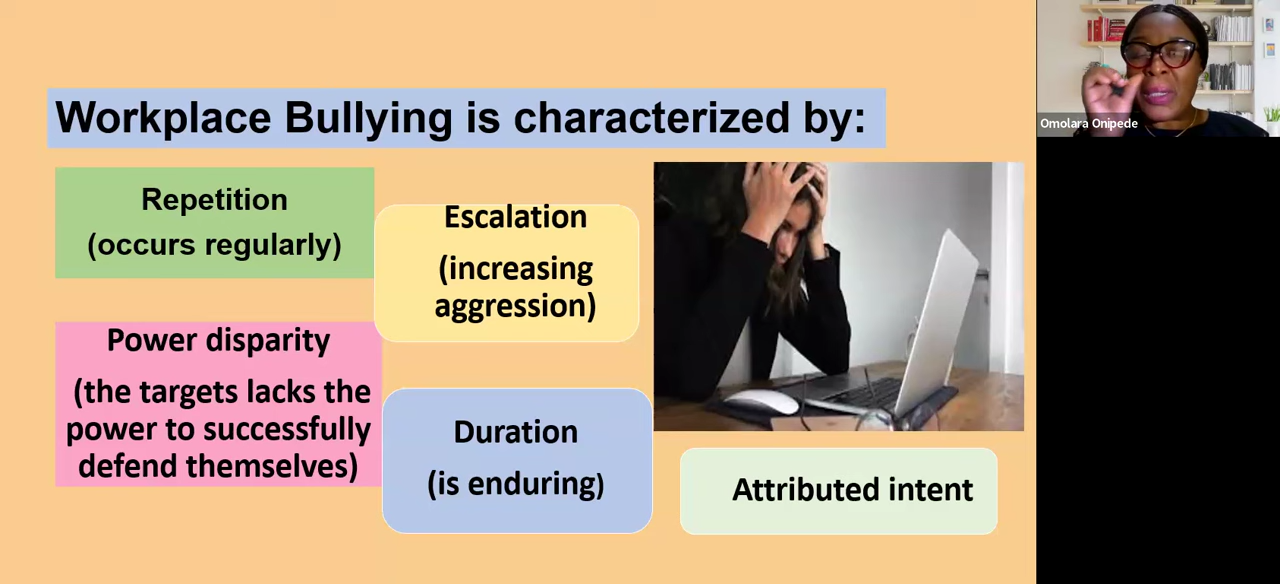 Workplace Bullying is characterized by:
Repetition
(occurs regularly)
Escalation
(increasing
aggression)
Power disparity
(the targets lacks the
power to successfully
defend themselves)
Duration
(is enduring)
Attributed intent
Omolara Onipede